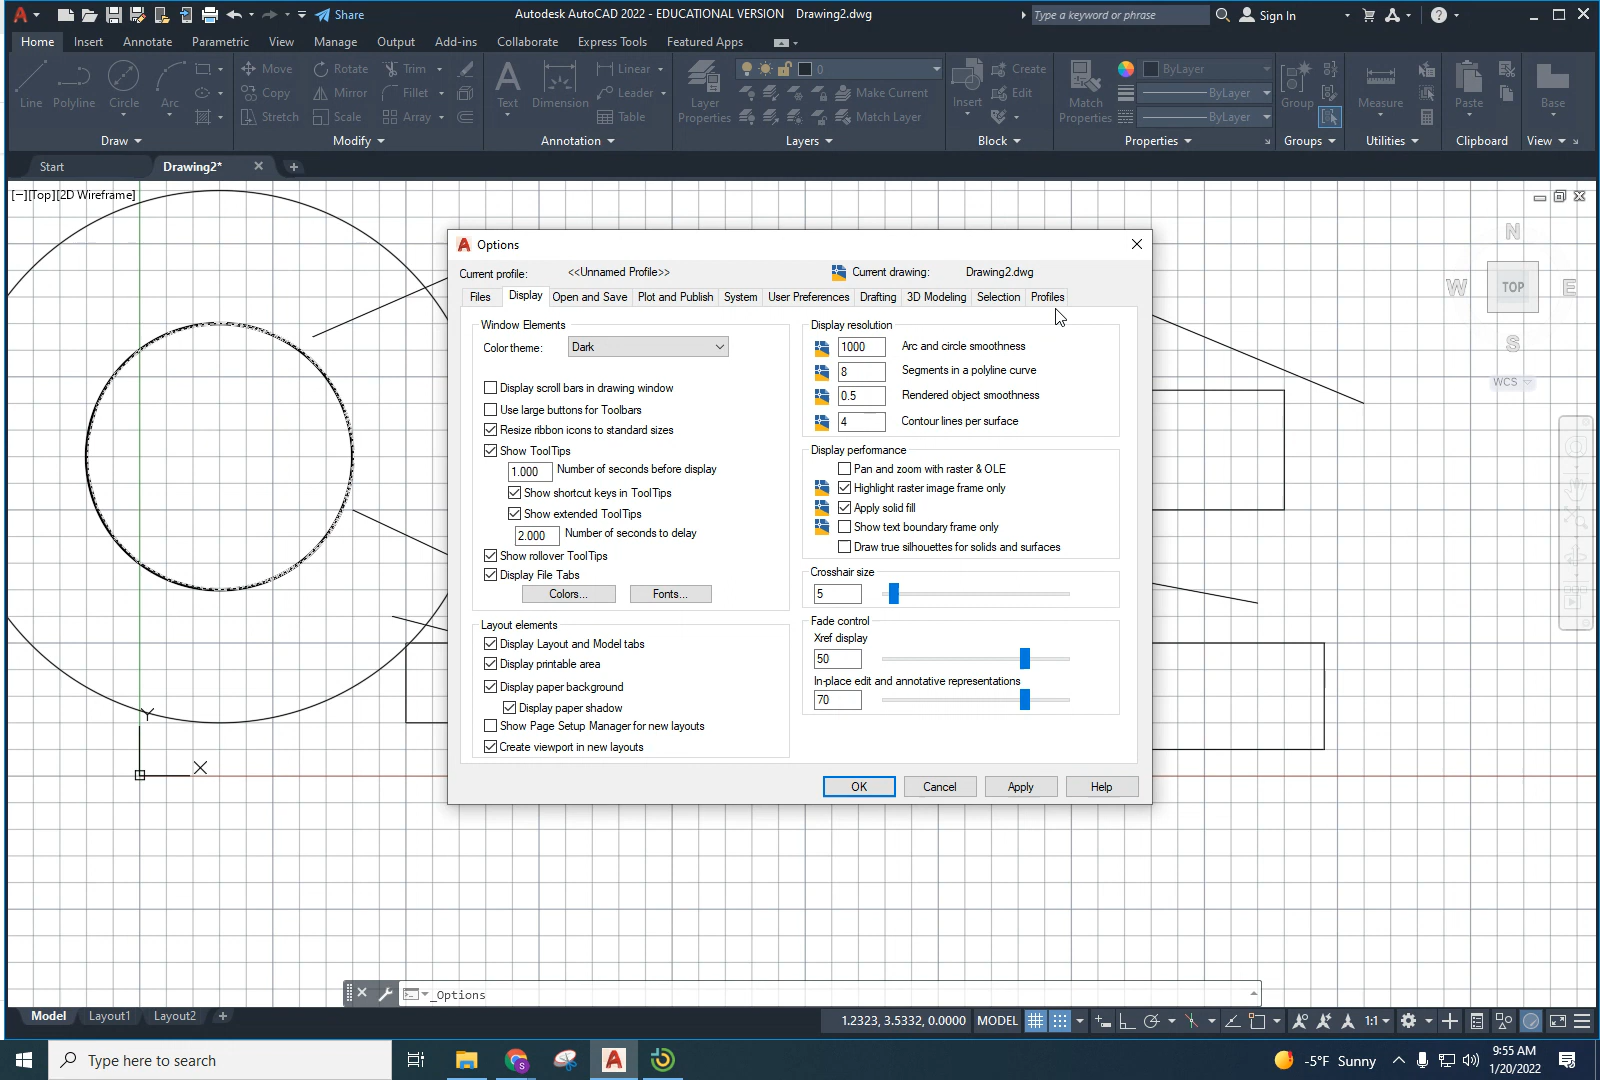 Share
Autodesk AutoCAD 2022 - EDUCATIONAL VERSION Drawing2.dwg
Type a keyword or phrase
Sign In
Home Insert Annotate Parametric View Manage Output Add-ins Collaborate Express Tools Featured Apps
Line Polyline Circle Arc
Move Rotate Trim
Copy Mirror Fillet
Stretch Scale Array
Text Dimension
Linear
Leader
Table
Layer Properties
0
Make Current
Match Layer
Insert
Create
Edit
Match Properties
ByLayer
ByLayer
ByLayer
Group
Measure
Paste
Base
Draw Modify Annotation Layers Block Properties Groups Utilities Clipboard View
Start Drawing2*
[−][Top][2D Wireframe]
N
W TOP E
S
WCS
Options
Current profile: <<Unnamed Profile>> Current drawing: Drawing2.dwg
Files Display Open and Save Plot and Publish System User Preferences Drafting 3D Modeling Selection Profiles
Window Elements
Color theme: Dark
Display scroll bars in drawing window
Use large buttons for Toolbars
Resize ribbon icons to standard sizes
Show ToolTips
1.000 Number of seconds before display
Show shortcut keys in ToolTips
Show extended ToolTips
2.000 Number of seconds to delay
Show rollover ToolTips
Display File Tabs
Colors... Fonts...
Layout elements
Display Layout and Model tabs
Display printable area
Display paper background
Display paper shadow
Show Page Setup Manager for new layouts
Create viewport in new layouts
Display resolution
1000 Arc and circle smoothness
8 Segments in a polyline curve
0.5 Rendered object smoothness
4 Contour lines per surface
Display performance
Pan and zoom with raster & OLE
Highlight raster image frame only
Apply solid fill
Show text boundary frame only
Draw true silhouettes for solids and surfaces
Crosshair size
5
Fade control
Xref display
50
In-place edit and annotative representations
70
OK Cancel Apply Help
Y
X
_Options
Model Layout1 Layout2
1.2323, 3.5332, 0.0000 MODEL
1:1
Type here to search
-5°F Sunny
9:55 AM
1/20/2022